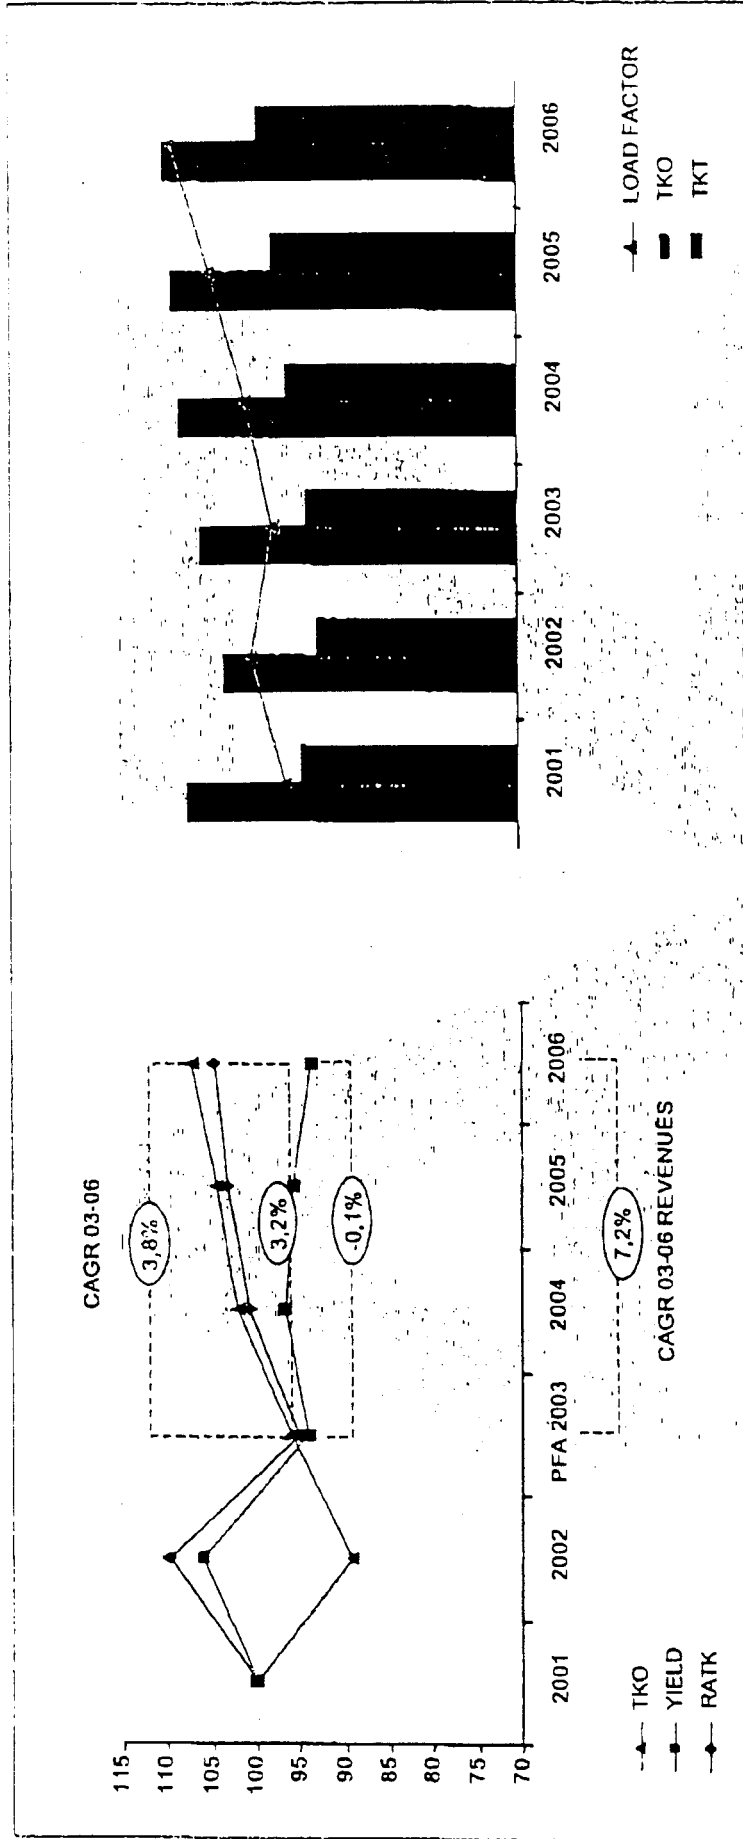 CAGR 03-06
115
110
105
100
95
90
85
80
75
70
3,8%
3,2%
-0,1%
2001
2002
PFA 2003
2004
2005
2006
7,2%
CAGR 03-06 REVENUES
TKO
YIELD
RATK
2001
2002
2003
2004
2005
2006
LOAD FACTOR
TKO
TKT